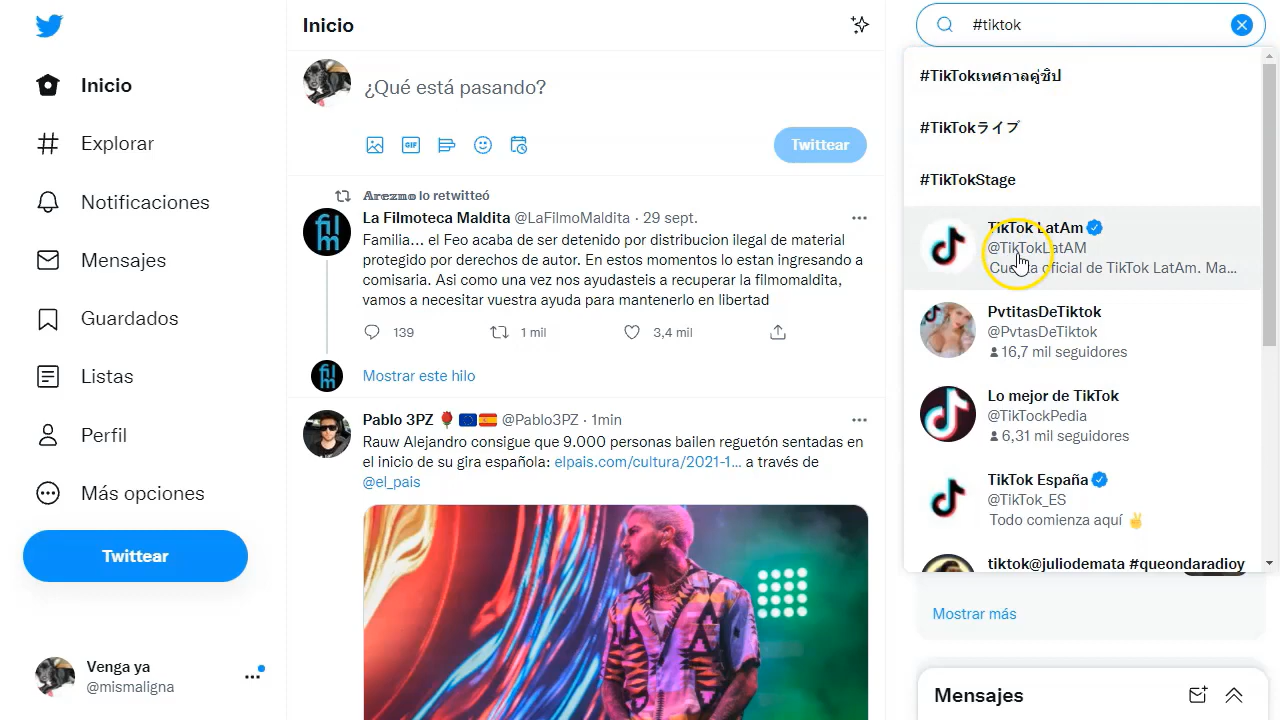 Inicio
Explorar
Notificaciones
Mensajes
Guardados
Listas
Perfil
Más opciones
Twittear
Venga ya
@mismaligna
Inicio
¿Qué está pasando?
GIF
Twittear
Arezno lo retwitteó
La Filmoteca Maldita @LaFilmoMaldita · 29 sept.
Familia... el Feo acaba de ser detenido por distribucion ilegal de material
protegido por derechos de autor. En estos momentos lo estan ingresando a
comisaria. Asi como una vez nos ayudasteis a recuperar la filmomaldita,
vamos a necesitar vuestra ayuda para mantenerlo en libertad
139
1 mil
3,4 mil
Mostrar este hilo
Pablo 3PZ 🌹🇪🇺🇪🇸 @Pablo3PZ · 1min
Rauw Alejandro consigue que 9.000 personas bailen reguetón sentadas en
el inicio de su gira española: elpais.com/cultura/2021-1... a través de
@el_pais
#tiktok
#TikTokเทศกาลคู่ซิป
#TikTokライブ
#TikTokStage
TikTok LatAm
@TikTokLatAM
Cuenta oficial de TikTok LatAm. Ma...
PvtitasDeTiktok
@PvtasDeTiktok
16,7 mil seguidores
Lo mejor de TikTok
@TikTockPedia
6,31 mil seguidores
TikTok España
@TikTok_ES
Todo comienza aquí ✌
tiktok@juliodemata #queondaradioy
Mostrar más
Mensajes